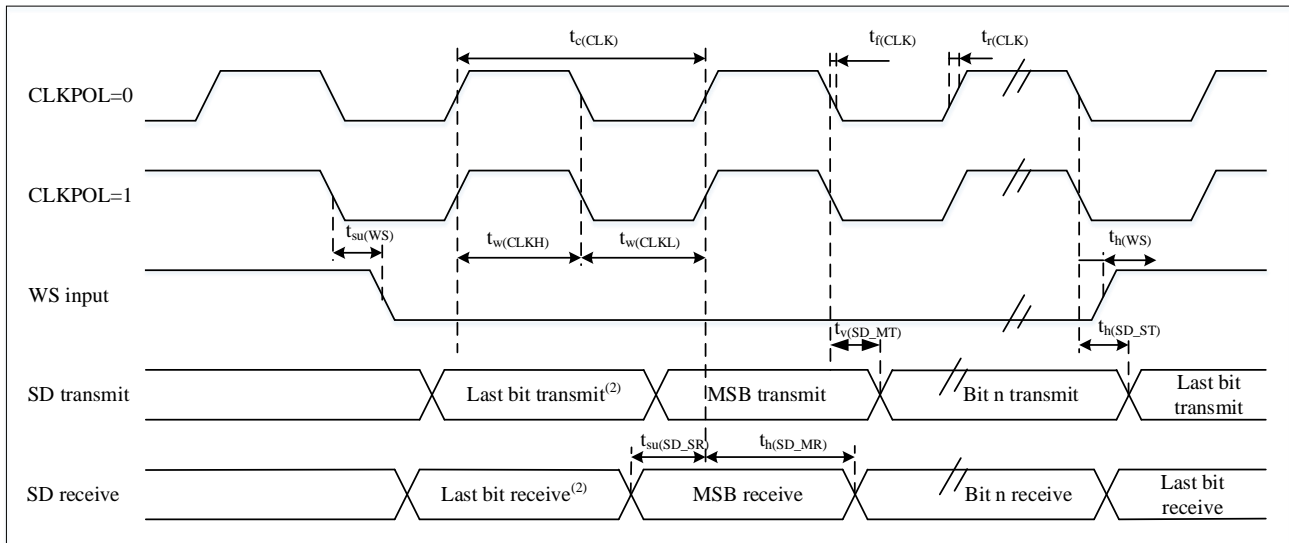 tc(CLK)
tf(CLK)
tr(CLK)
CLKPOL=0
CLKPOL=1
tsu(WS)
tw(CLKH)
tw(CLKL)
th(WS)
WS input
tv(SD_MT)
th(SD_ST)
SD transmit
Last bit transmit(2)
MSB transmit
Bit n transmit
Last bit
transmit
tsu(SD_SR)
th(SD_MR)
SD receive
Last bit receive(2)
MSB receive
Bit n receive
Last bit
receive